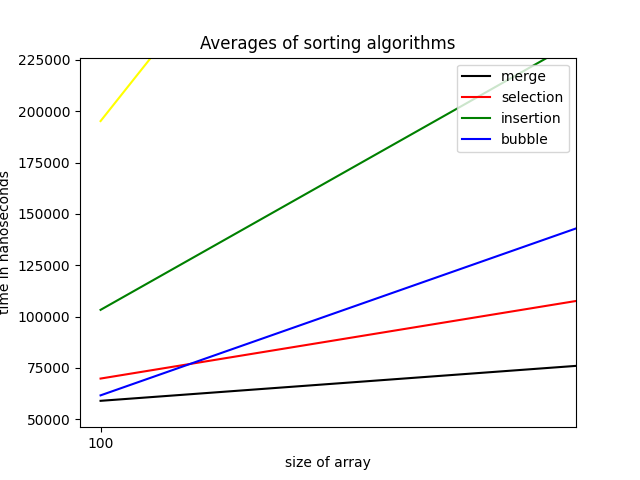 Averages of sorting algorithms
225000
200000
175000
150000
125000
100000
75000
50000
time in nanoseconds
100
size of array
merge
selection
insertion
bubble